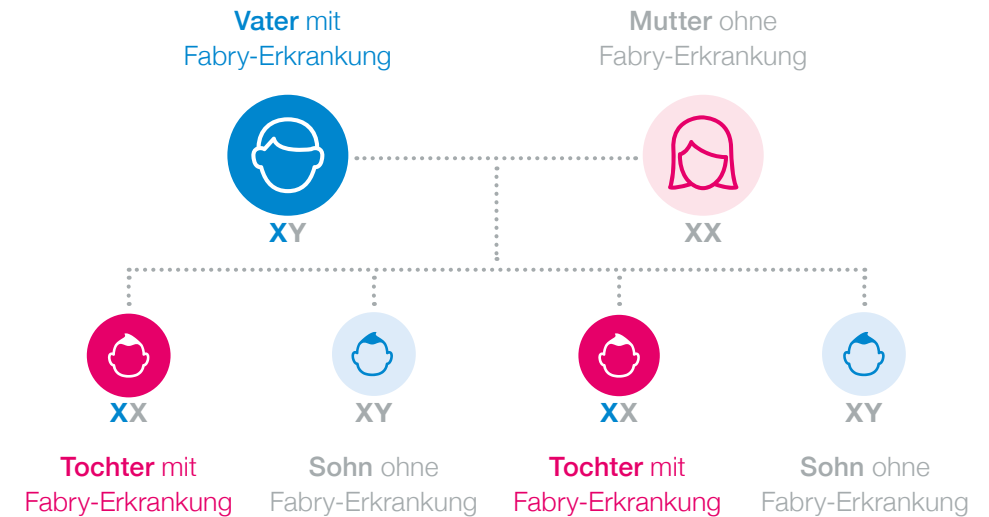 Vater mit
Fabry-Erkrankung
Mutter ohne
Fabry-Erkrankung
XY
XX
XX
XY
XX
XY
Tochter mit
Fabry-Erkrankung
Sohn ohne
Fabry-Erkrankung
Tochter mit
Fabry-Erkrankung
Sohn ohne
Fabry-Erkrankung